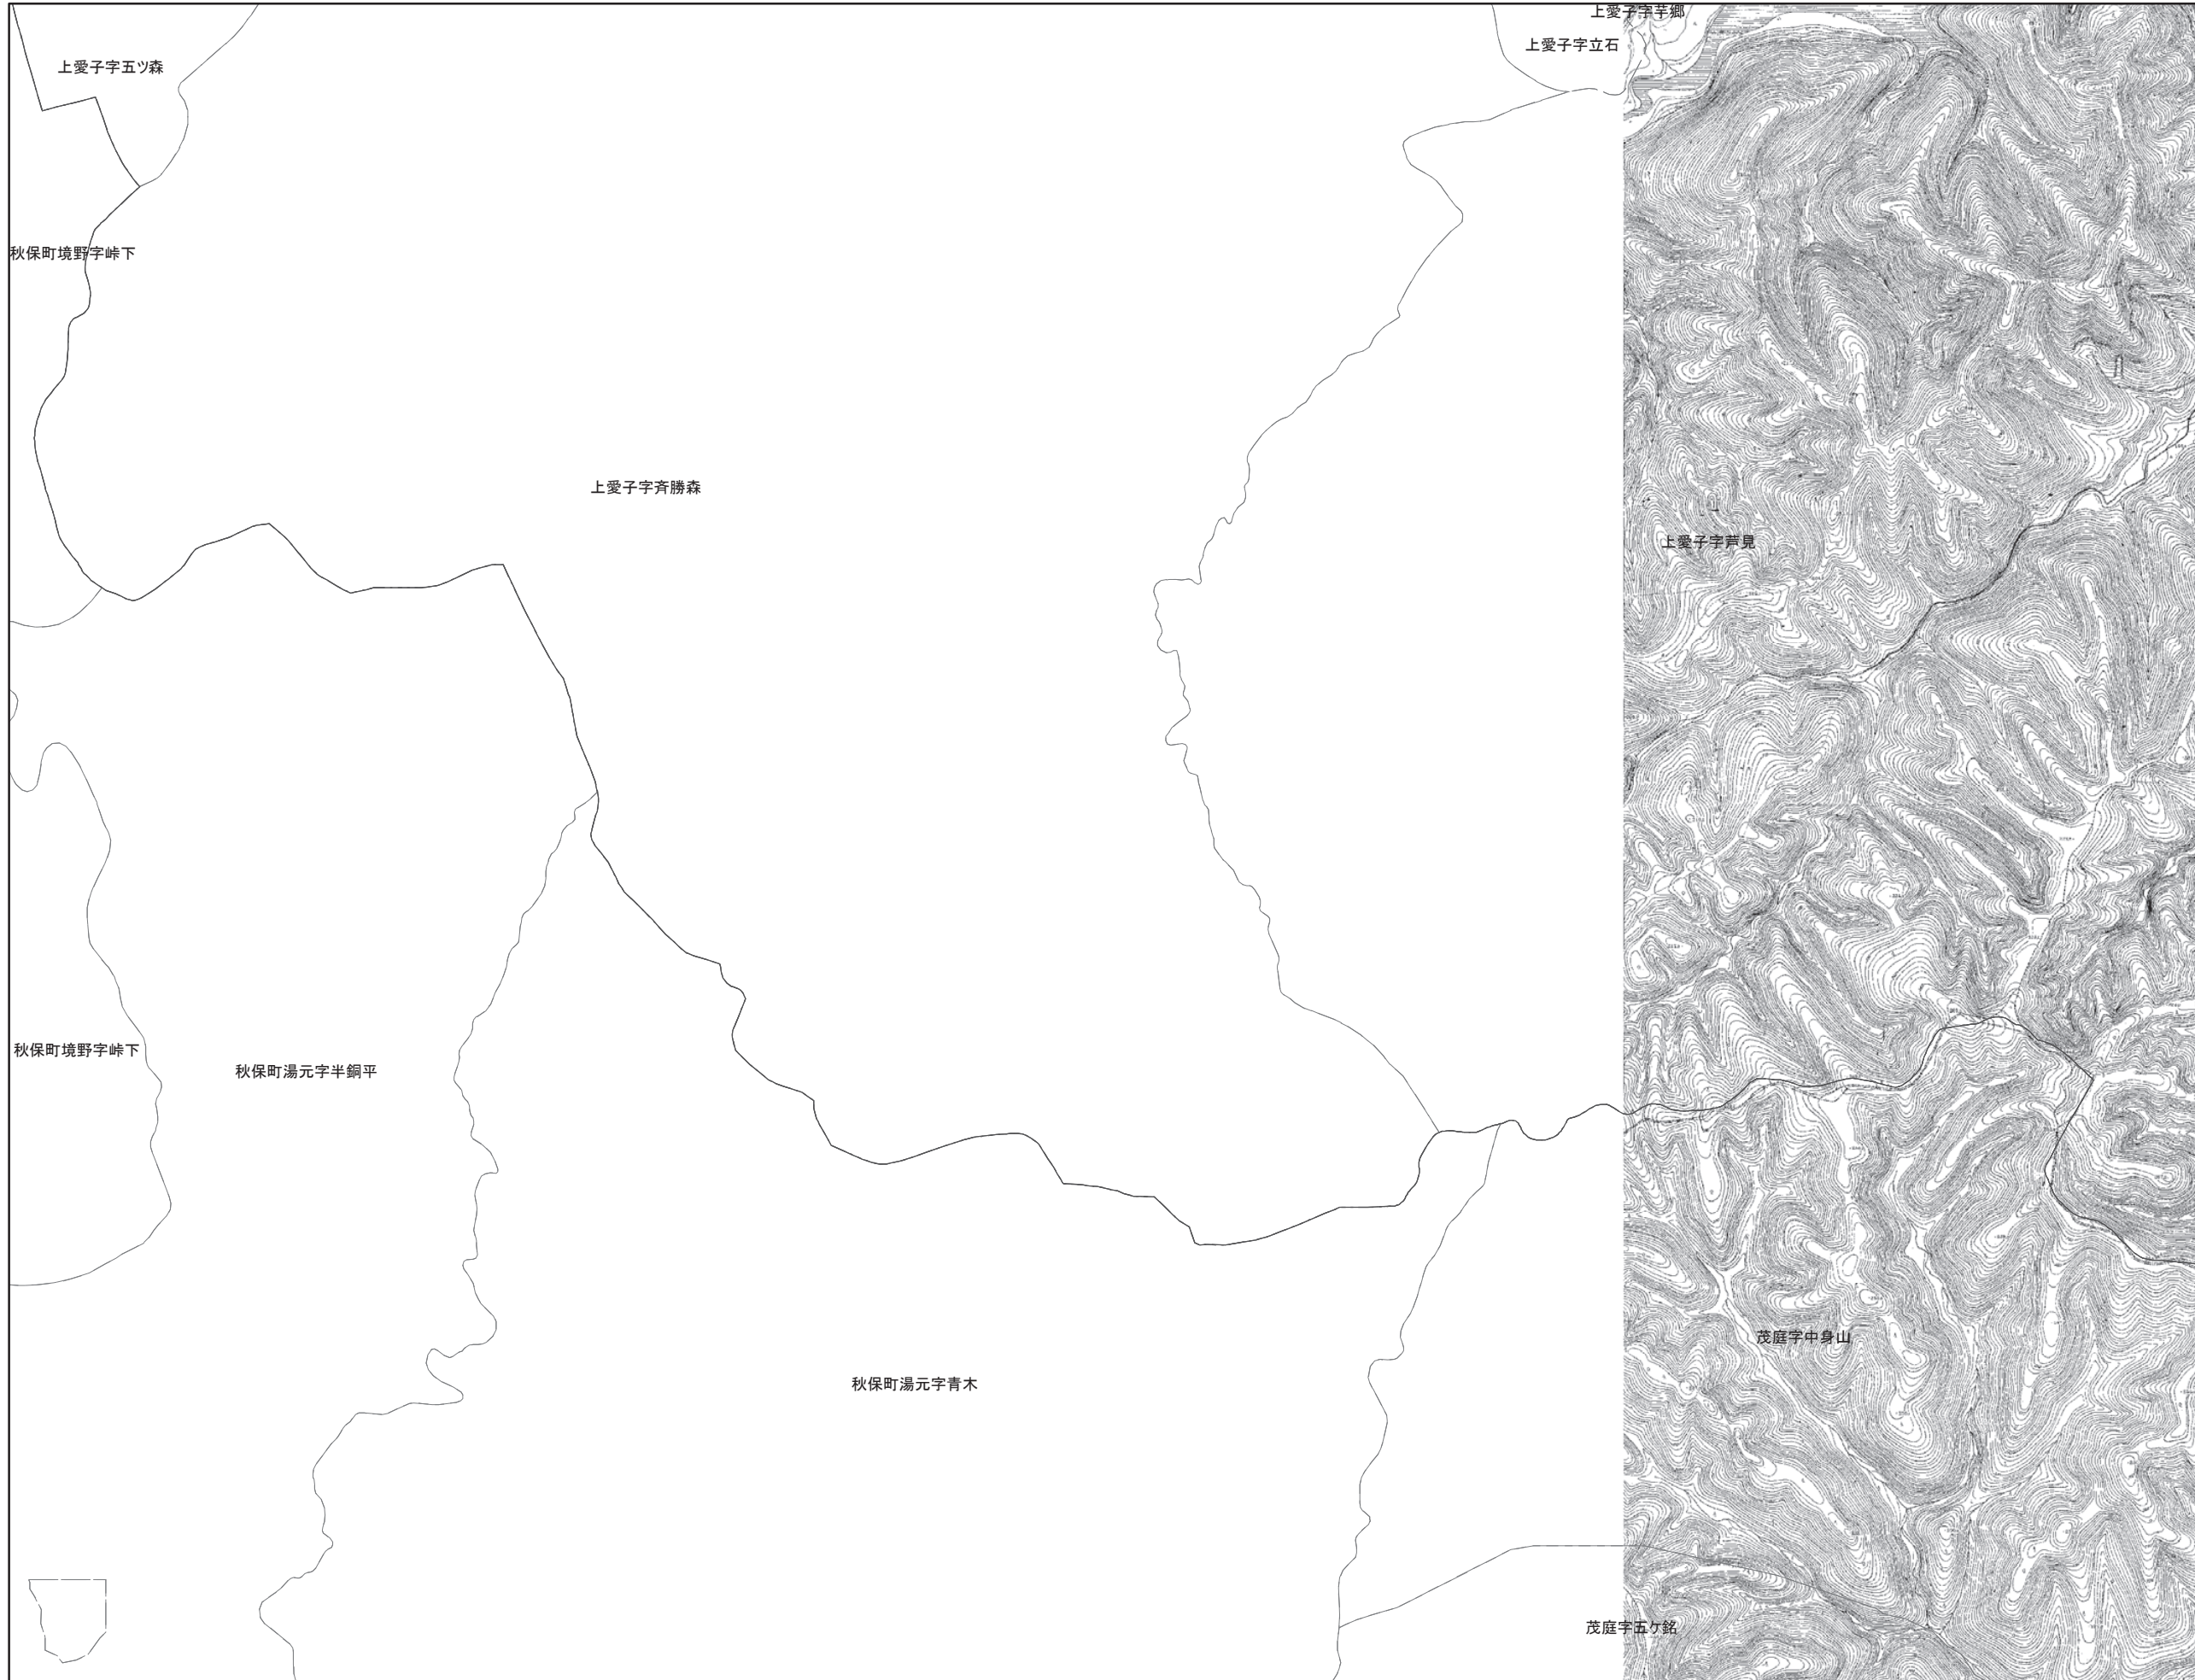 上愛子字芋郷
上愛子字立石
上愛子字五ツ森
秋保町境野字峠下
上愛子字斉勝森
上愛子字芦見
秋保町境野字峠下
秋保町湯元字半銅平
茂庭字中身山
秋保町湯元字青木
茂庭字五ケ銘